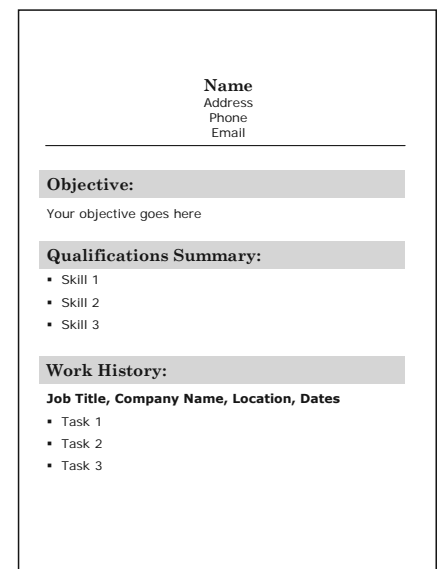 Name
Address
Phone
Email
Objective:
Your objective goes here
Qualifications Summary:
▪ Skill 1
▪ Skill 2
▪ Skill 3
Work History:
Job Title, Company Name, Location, Dates
▪ Task 1
▪ Task 2
▪ Task 3